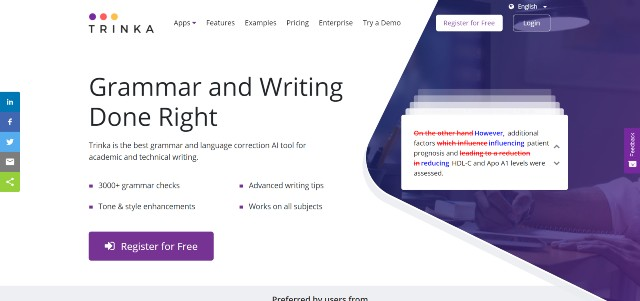 English
TRINKA
Apps Features Examples Pricing Enterprise Try a Demo Register for Free Login
Grammar and Writing
Done Right
Trinka is the best grammar and language correction AI tool for
academic and technical writing.
3000+ grammar checks
Advanced writing tips
Tone & style enhancements
Works on all subjects
Register for Free
On the other hand However, additional
factors which influence influencing patient
prognosis and leading to a reduction
in reducing HDL-C and Apo A1 levels were
assessed.
Feedback
Preferred by users from